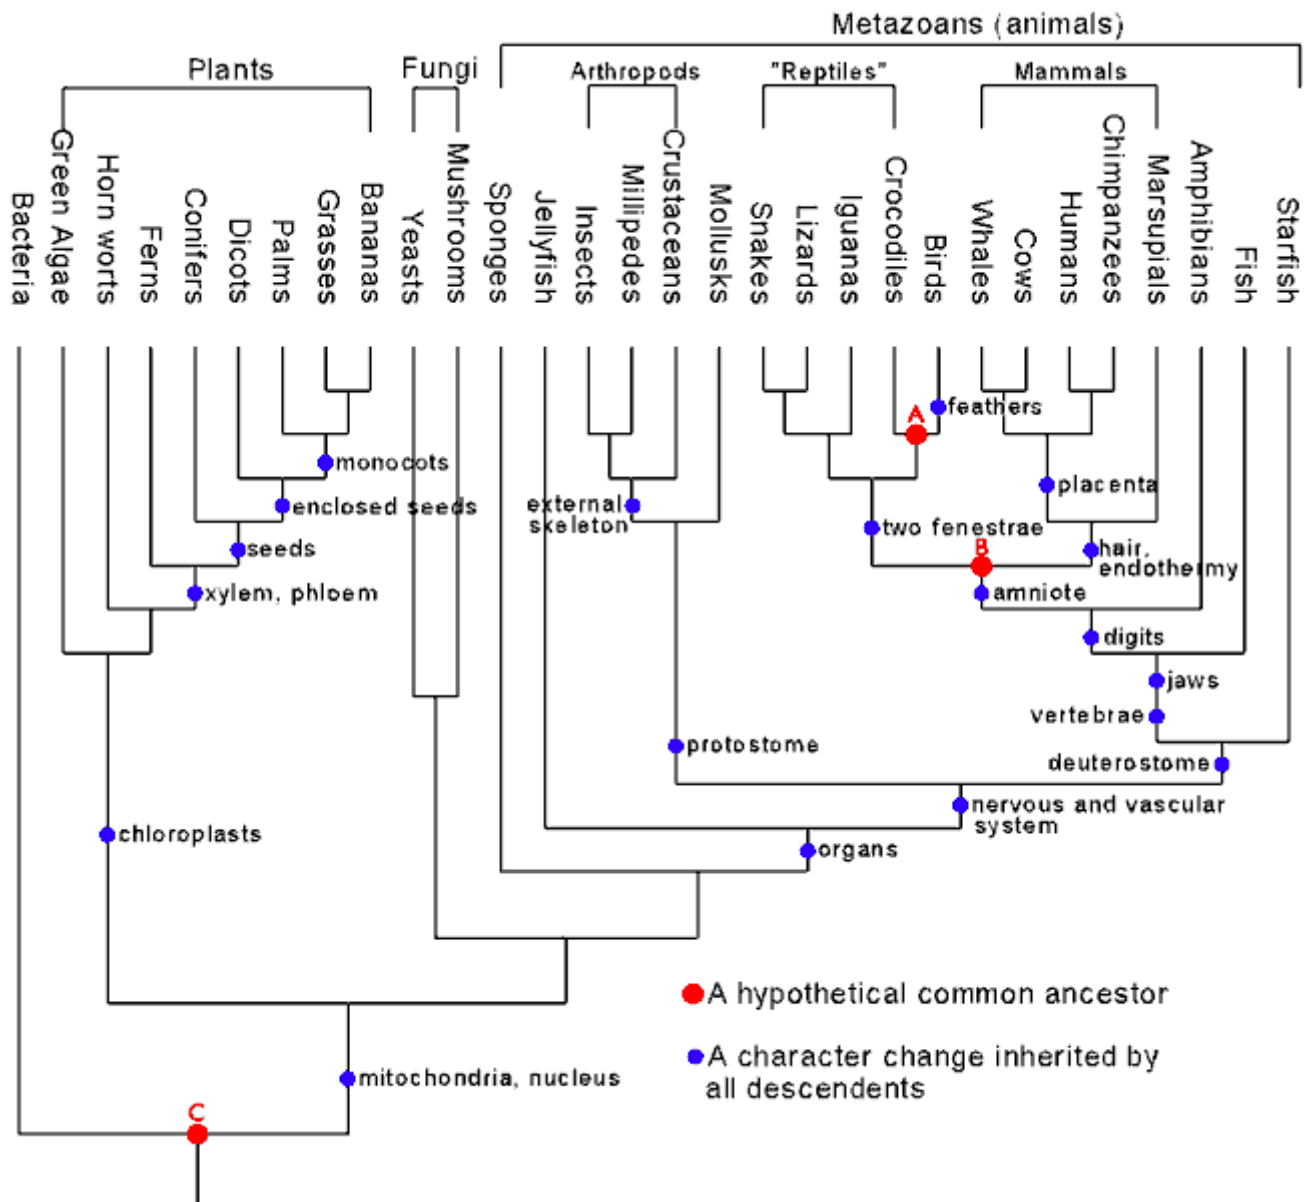 Metazoans (animals)
Plants
Fungi
Arthropods
"Reptiles"
Mammals
Bacteria
Green Algae
Horn worts
Ferns
Conifers
Dicots
Palms
Grasses
Bananas
Yeasts
Mushrooms
Sponges
Jellyfish
Insects
Millipedes
Crustaceans
Mollusks
Snakes
Lizards
Iguanas
Crocodiles
Birds
Whales
Cows
Humans
Chimpanzees
Marsupials
Amphibians
Fish
Starfish
A
feathers
monocots
placenta
enclosed seeds
external
skeleton
two fenestrae
B
seeds
hair,
endothermy
xylem, phloem
amniote
digits
jaws
vertebrae
protostome
deuterostome
nervous and vascular
system
chloroplasts
organs
A hypothetical common ancestor
A character change inherited by
all descendents
mitochondria, nucleus
C